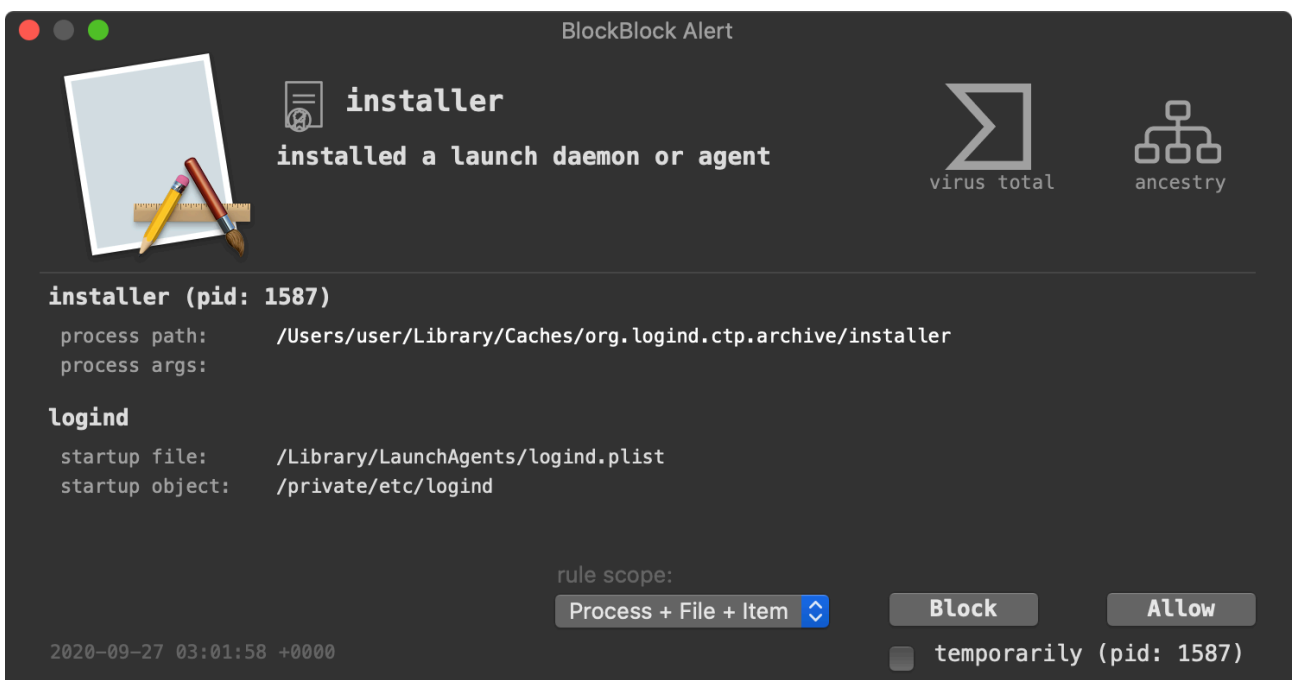 BlockBlock Alert
installer
installed a launch daemon or agent
virus total
ancestry
installer (pid: 1587)
process path: /Users/user/Library/Caches/org.logind.ctp.archive/installer
process args:
logind
startup file: /Library/LaunchAgents/logind.plist
startup object: /private/etc/logind
rule scope:
Process + File + Item
Block
Allow
2020-09-27 03:01:58 +0000
temporarily (pid: 1587)